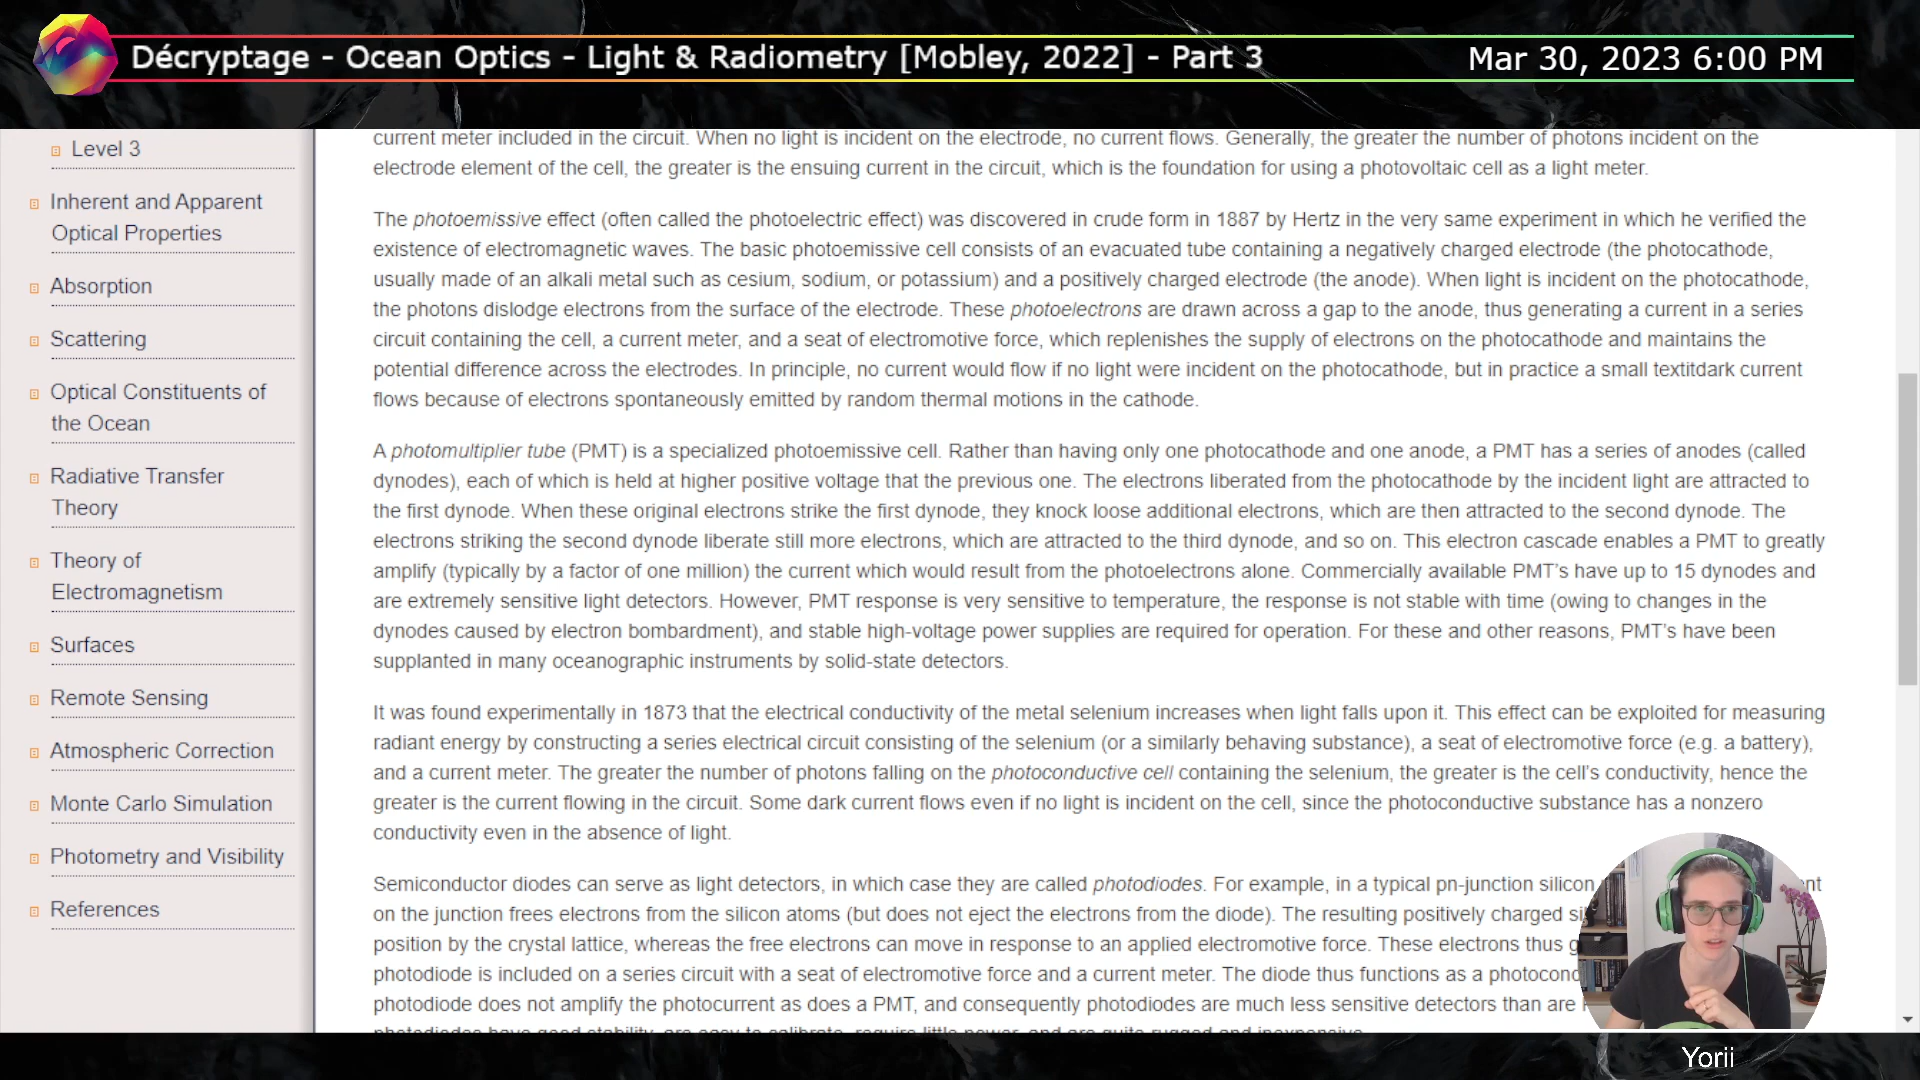 Décryptage - Ocean Optics - Light & Radiometry [Mobley, 2022] - Part 3
Mar 30, 2023 6:00 PM
Level 3
Inherent and Apparent
Optical Properties
Absorption
Scattering
Optical Constituents of
the Ocean
Radiative Transfer
Theory
Theory of
Electromagnetism
Surfaces
Remote Sensing
Atmospheric Correction
Monte Carlo Simulation
Photometry and Visibility
References
current meter included in the circuit. When no light is incident on the electrode, no current flows. Generally, the greater the number of photons incident on the
electrode element of the cell, the greater is the ensuing current in the circuit, which is the foundation for using a photovoltaic cell as a light meter.
The photoemissive effect (often called the photoelectric effect) was discovered in crude form in 1887 by Hertz in the very same experiment in which he verified the
existence of electromagnetic waves. The basic photoemissive cell consists of an evacuated tube containing a negatively charged electrode (the photocathode,
usually made of an alkali metal such as cesium, sodium, or potassium) and a positively charged electrode (the anode). When light is incident on the photocathode,
the photons dislodge electrons from the surface of the electrode. These photoelectrons are drawn across a gap to the anode, thus generating a current in a series
circuit containing the cell, a current meter, and a seat of electromotive force, which replenishes the supply of electrons on the photocathode and maintains the
potential difference across the electrodes. In principle, no current would flow if no light were incident on the photocathode, but in practice a small textitdark current
flows because of electrons spontaneously emitted by random thermal motions in the cathode.
A photomultiplier tube (PMT) is a specialized photoemissive cell. Rather than having only one photocathode and one anode, a PMT has a series of anodes (called
dynodes), each of which is held at higher positive voltage that the previous one. The electrons liberated from the photocathode by the incident light are attracted to
the first dynode. When these original electrons strike the first dynode, they knock loose additional electrons, which are then attracted to the second dynode. The
electrons striking the second dynode liberate still more electrons, which are attracted to the third dynode, and so on. This electron cascade enables a PMT to greatly
amplify (typically by a factor of one million) the current which would result from the photoelectrons alone. Commercially available PMT's have up to 15 dynodes and
are extremely sensitive light detectors. However, PMT response is very sensitive to temperature, the response is not stable with time (owing to changes in the
dynodes caused by electron bombardment), and stable high-voltage power supplies are required for operation. For these and other reasons, PMT's have been
supplanted in many oceanographic instruments by solid-state detectors.
It was found experimentally in 1873 that the electrical conductivity of the metal selenium increases when light falls upon it. This effect can be exploited for measuring
radiant energy by constructing a series electrical circuit consisting of the selenium (or a similarly behaving substance), a seat of electromotive force (e.g. a battery),
and a current meter. The greater the number of photons falling on the photoconductive cell containing the selenium, the greater is the cell's conductivity, hence the
greater is the current flowing in the circuit. Some dark current flows even if no light is incident on the cell, since the photoconductive substance has a nonzero
conductivity even in the absence of light.
Semiconductor diodes can serve as light detectors, in which case they are called photodiodes. For example, in a typical pn-junction silicon
on the junction frees electrons from the silicon atoms (but does not eject the electrons from the diode). The resulting positively charged
position by the crystal lattice, whereas the free electrons can move in response to an applied electromotive force. These electrons thus
photodiode is included on a series circuit with a seat of electromotive force and a current meter. The diode thus functions as a
photodiode does not amplify the photocurrent as does a PMT, and consequently photodiodes are much less sensitive detectors than are
photodiodes have good stability, are easy to calibrate, require little power, and are quite rugged and inexpensive.
Yorii